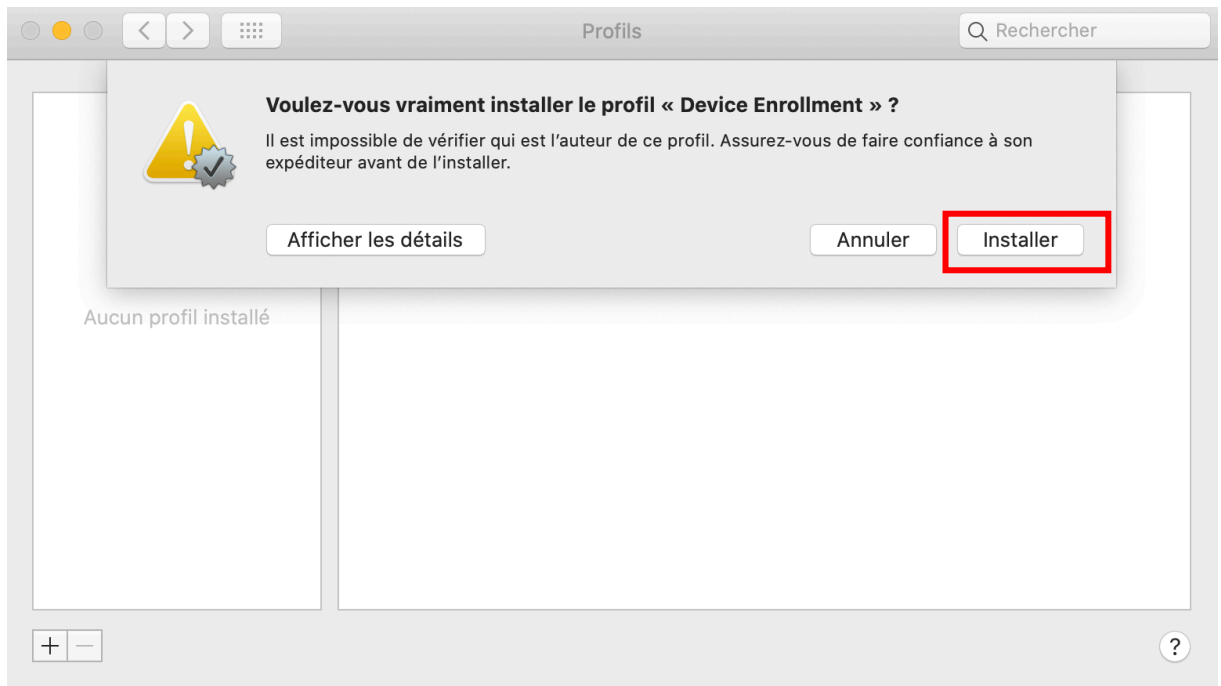 Profils
Rechercher
Voulez-vous vraiment installer le profil « Device Enrollment » ?
Il est impossible de vérifier qui est l’auteur de ce profil. Assurez-vous de faire confiance à son
expéditeur avant de l’installer.
Afficher les détails
Annuler
Installer
Aucun profil installé
?